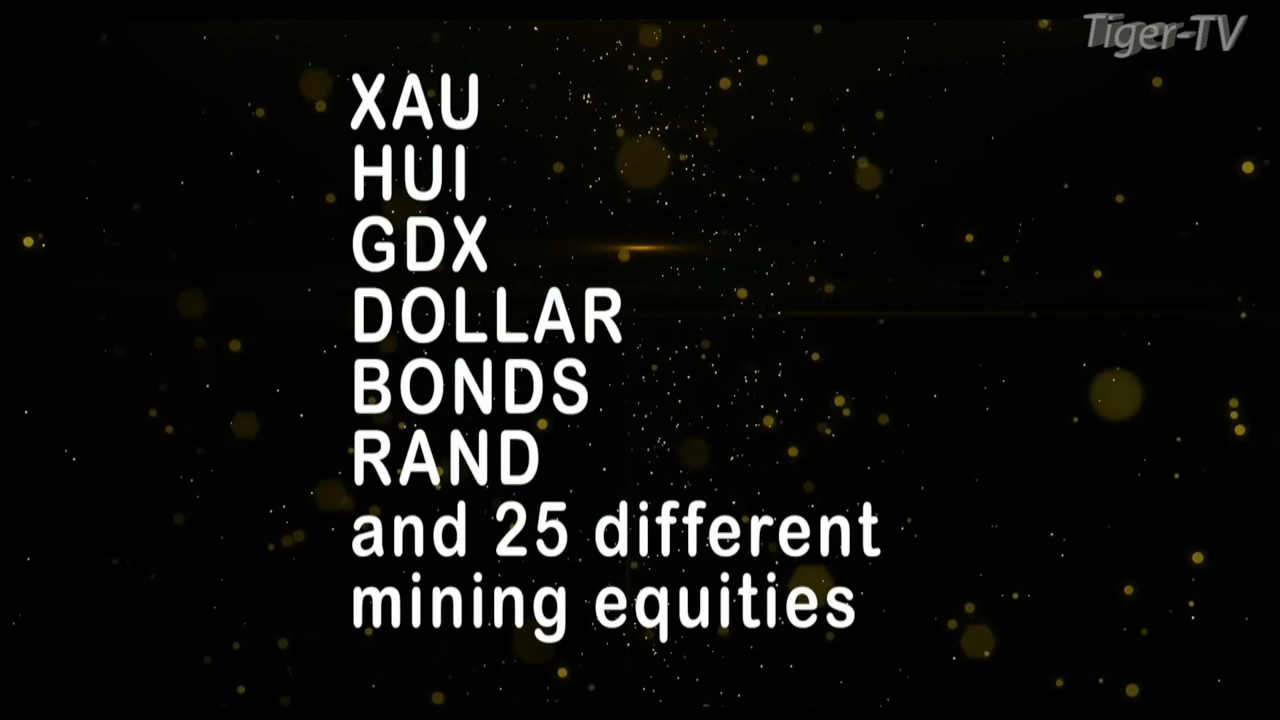 Tiger-TV
XAU
HUI
GDX
DOLLAR
BONDS
RAND
and 25 different
mining equities